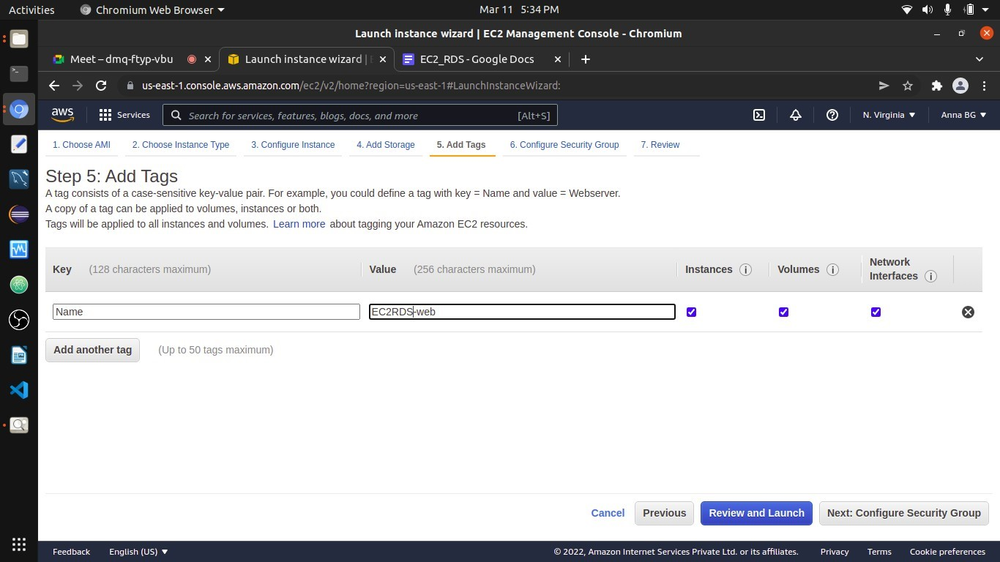 Activities Chromium Web Browser Mar 11 5:34 PM
Launch instance wizard | EC2 Management Console - Chromium
Meet – dmq-ftyp-vbu Launch instance wizard | EC2_RDS - Google Docs
us-east-1.console.aws.amazon.com/ec2/v2/home?region=us-east-1#LaunchInstanceWizard:
aws Services Search for services, features, blogs, docs, and more [Alt+S] N. Virginia Anna BG
1. Choose AMI 2. Choose Instance Type 3. Configure Instance 4. Add Storage 5. Add Tags 6. Configure Security Group 7. Review
Step 5: Add Tags
A tag consists of a case-sensitive key-value pair. For example, you could define a tag with key = Name and value = Webserver.
A copy of a tag can be applied to volumes, instances or both.
Tags will be applied to all instances and volumes. Learn more about tagging your Amazon EC2 resources.
Key (128 characters maximum) Value (256 characters maximum) Instances Volumes Network Interfaces
Name EC2RDS-web
Add another tag (Up to 50 tags maximum)
Cancel Previous Review and Launch Next: Configure Security Group
Feedback English (US) © 2022, Amazon Internet Services Private Ltd. or its affiliates. Privacy Terms Cookie preferences